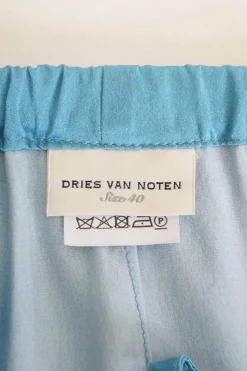 DRIES VAN NOTEN
Size 40
P